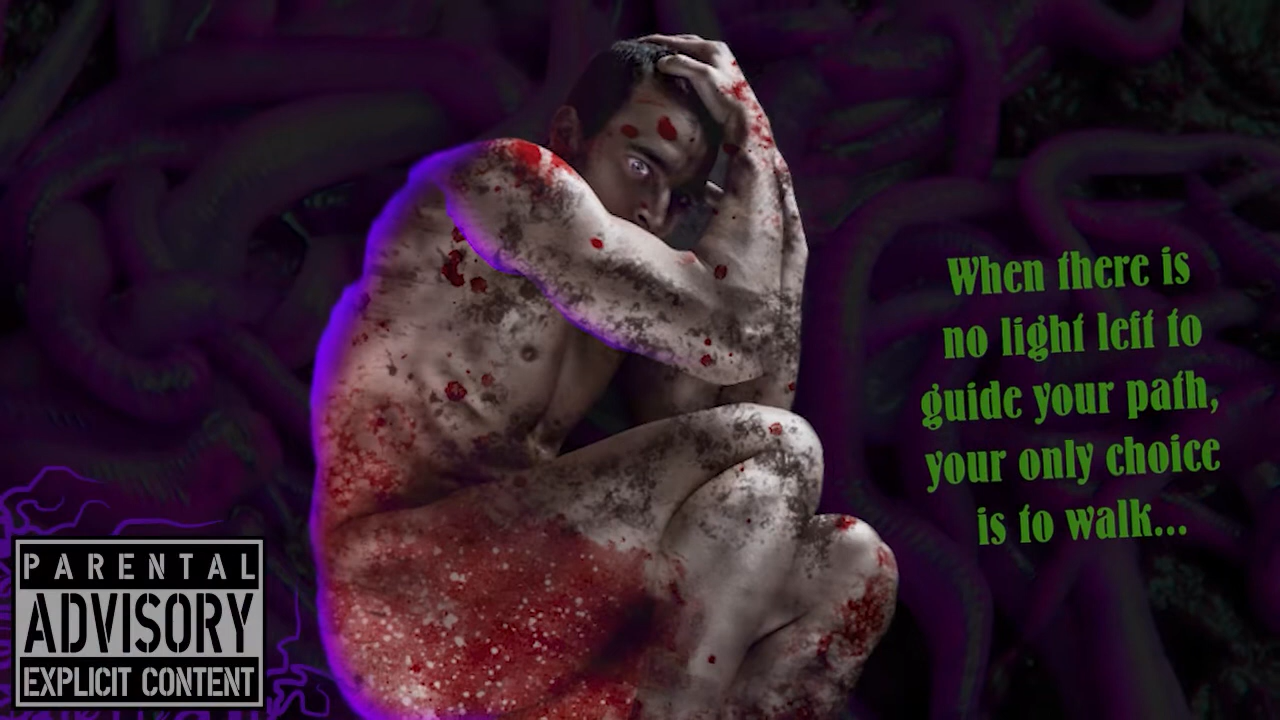 When there is
no light left to
guide your path,
your only choice
is to walk...
PARENTAL
ADVISORY
EXPLICIT CONTENT